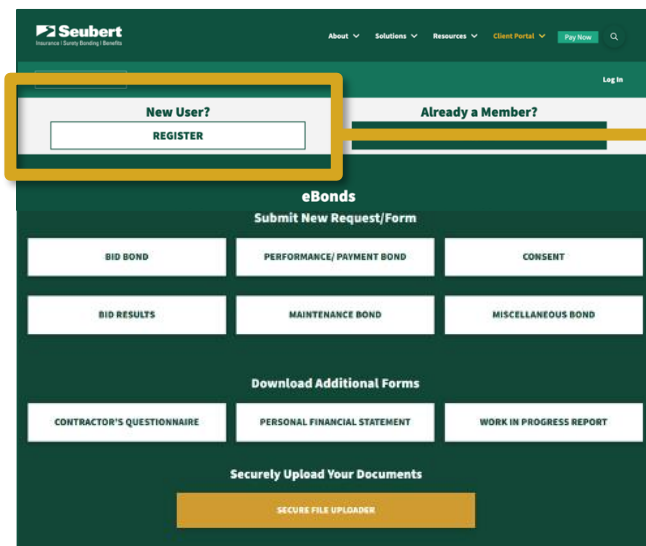 Seubert
Insurance | Surety Bonding | Benefits
About Solutions Resources Client Portal Pay Now
Log In
New User? Already a Member?
REGISTER
eBonds
Submit New Request/Form
BID BOND PERFORMANCE/ PAYMENT BOND CONSENT
BID RESULTS MAINTENANCE BOND MISCELLANEOUS BOND
Download Additional Forms
CONTRACTOR'S QUESTIONNAIRE PERSONAL FINANCIAL STATEMENT WORK IN PROGRESS REPORT
Securely Upload Your Documents
SECURE FILE UPLOADER